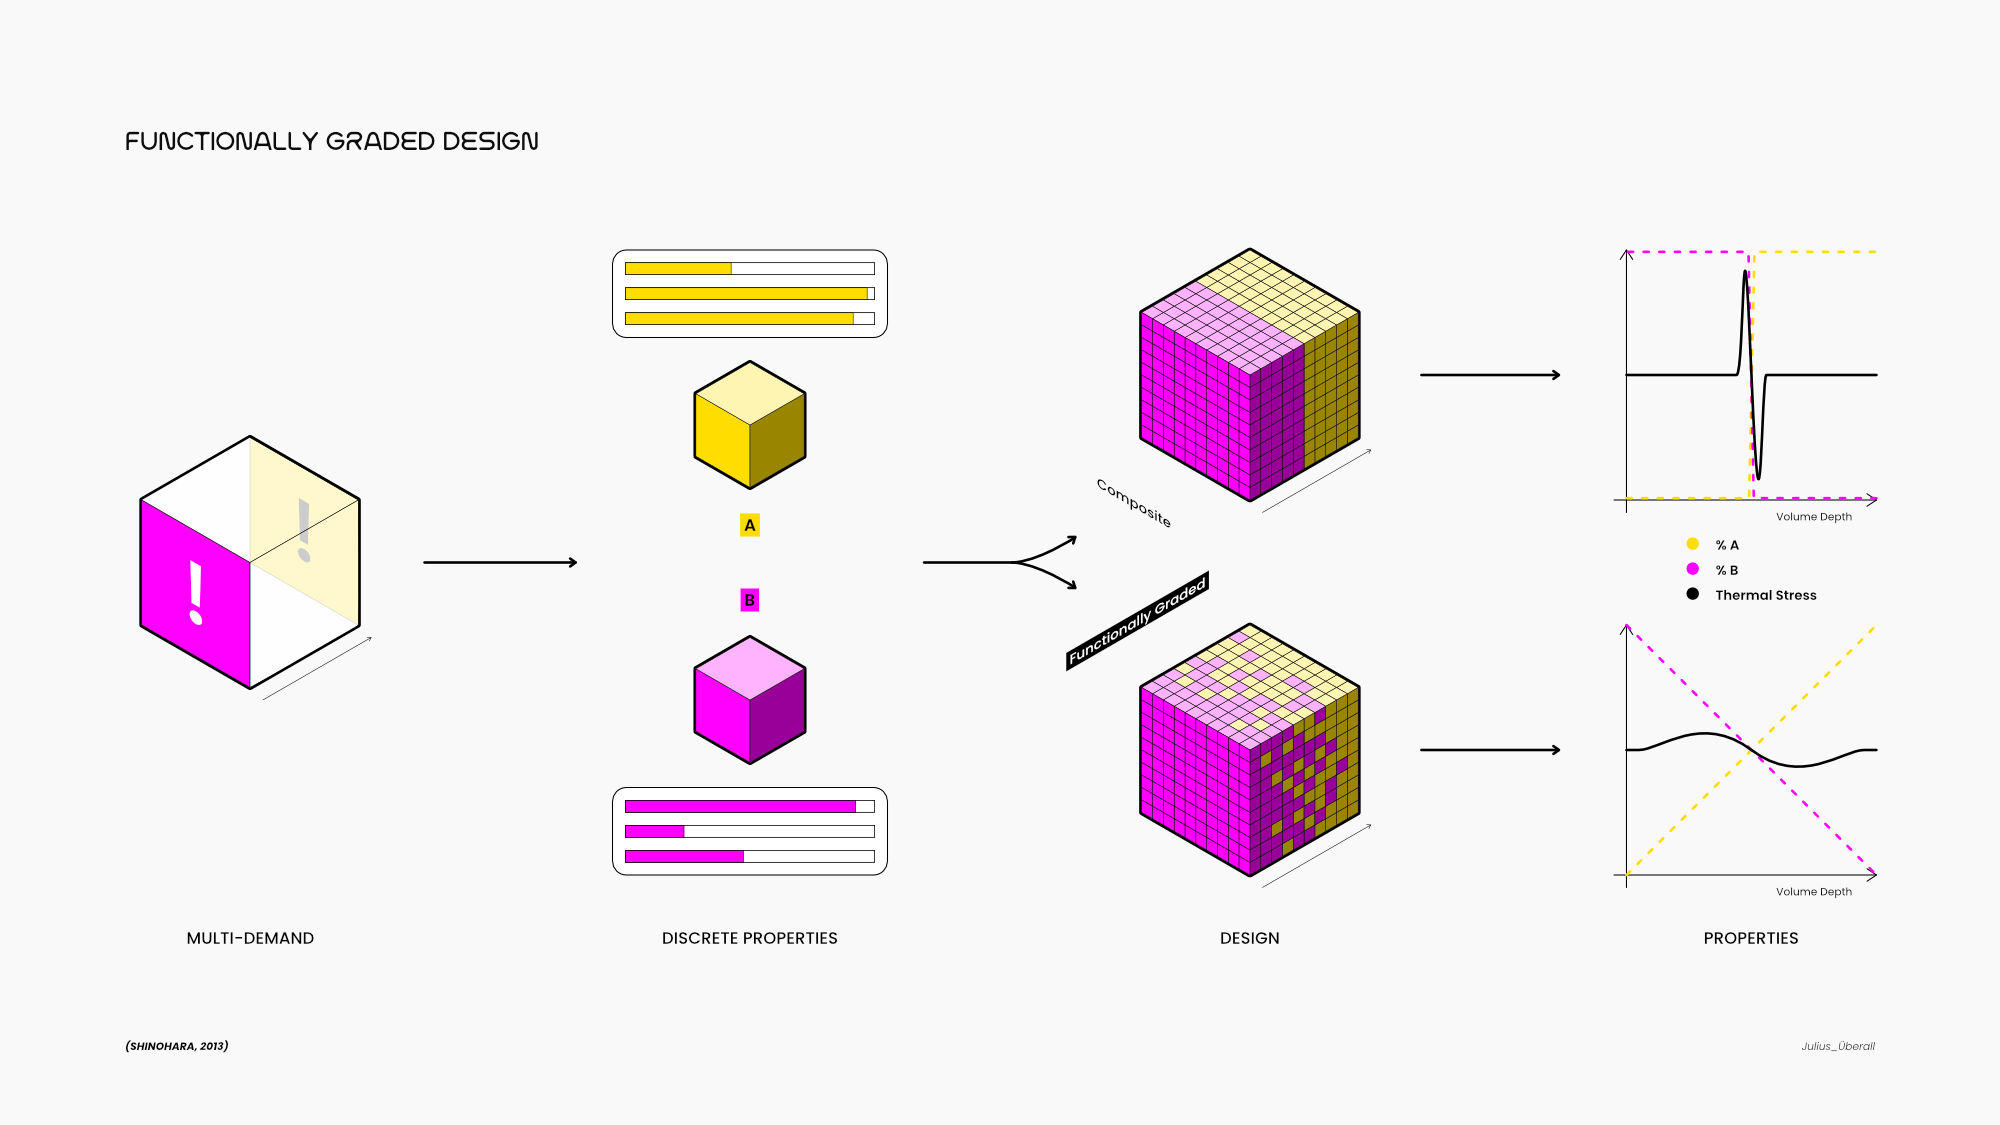 FUNCTIONALLY GRADED DESIGN
!
!
A
B
Composite
Functionally Graded
Volume Depth
% A
% B
Thermal Stress
Volume Depth
MULTI-DEMAND
DISCRETE PROPERTIES
DESIGN
PROPERTIES
(SHINOHARA, 2013)
Julius_Überall